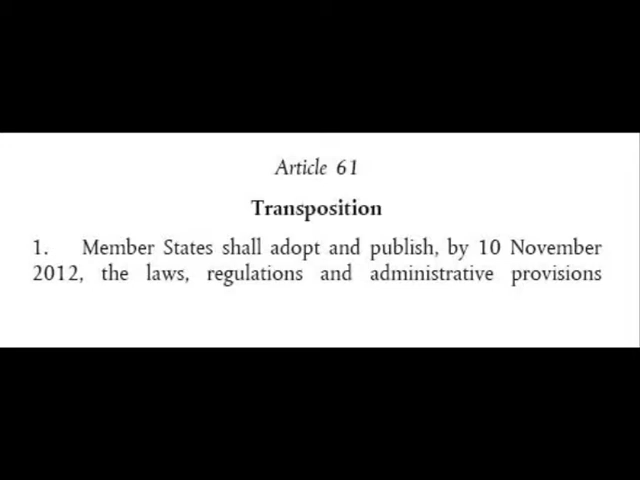 Article 61
Transposition
1. Member States shall adopt and publish, by 10 November
2012, the laws, regulations and administrative provisions